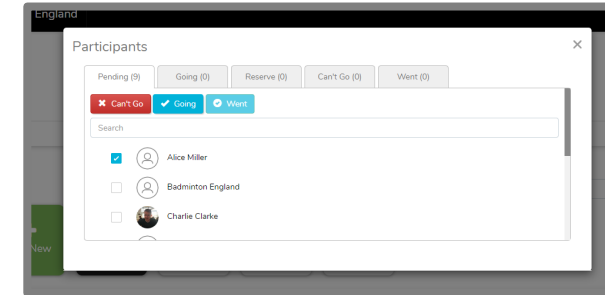 England
Participants
×
Pending (9) Going (0) Reserve (0) Can't Go (0) Went (0)
Can't Go Going Went
Search
Alice Miller
Badminton England
Charlie Clarke
New